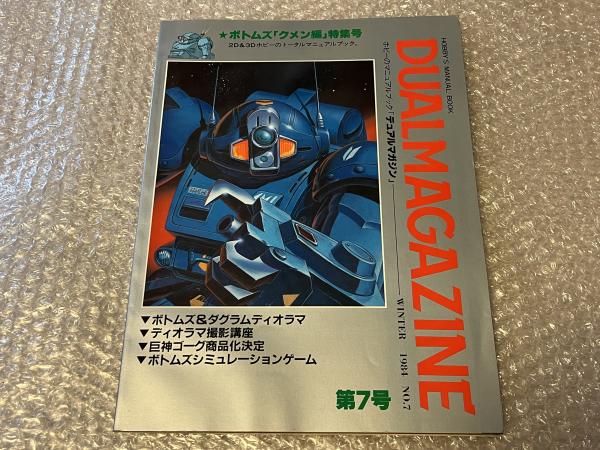 ★ボトムズ「クメン編」特集号
2D&3Dホビーのトータルマニュアルブック。
HOBBY'S MANUAL BOOK
DUALMAGAZINE
ホビーのマニュアルブック「デュアルマガジン」
WINTER 1984 NO.7
▼ボトムズ&ダグラムディオラマ
▼ディオラマ撮影講座
▼巨神ゴーグ商品化決定
▼ボトムズシミュレーションゲーム
第7号